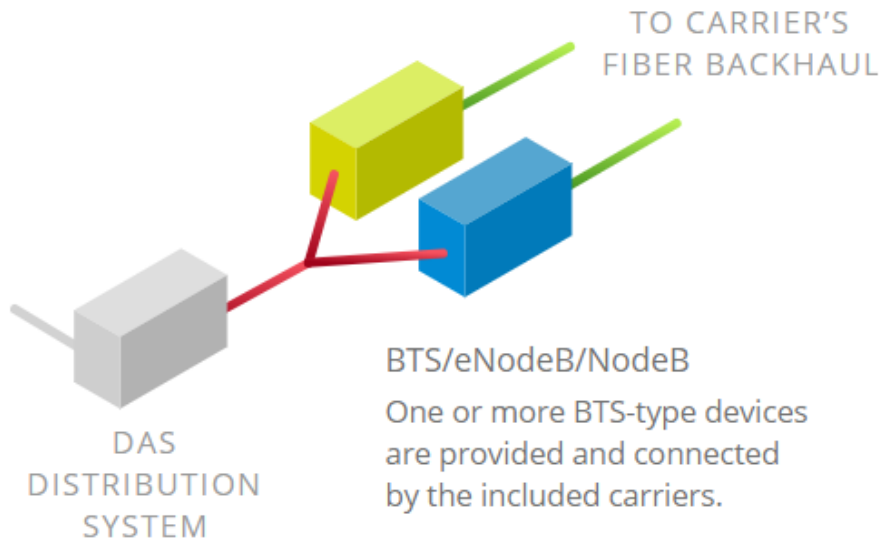 TO CARRIER’S
FIBER BACKHAUL
BTS/eNodeB/NodeB
One or more BTS-type devices
are provided and connected
by the included carriers.
DAS
DISTRIBUTION
SYSTEM